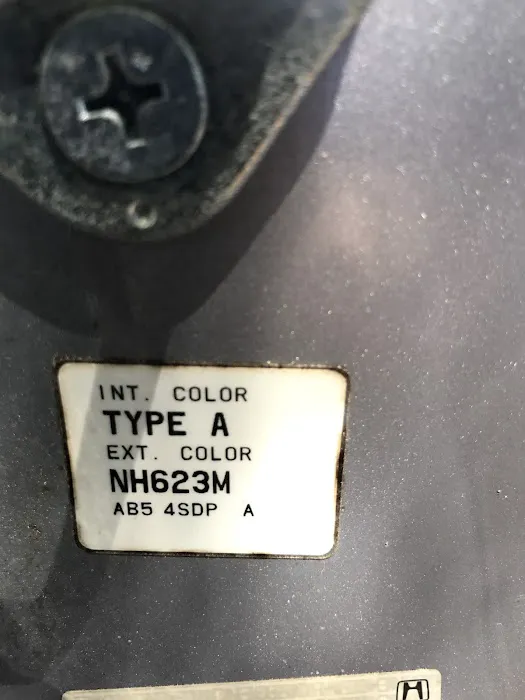 INT. COLOR
TYPE A
EXT. COLOR
NH623M
AB5 4SDP A